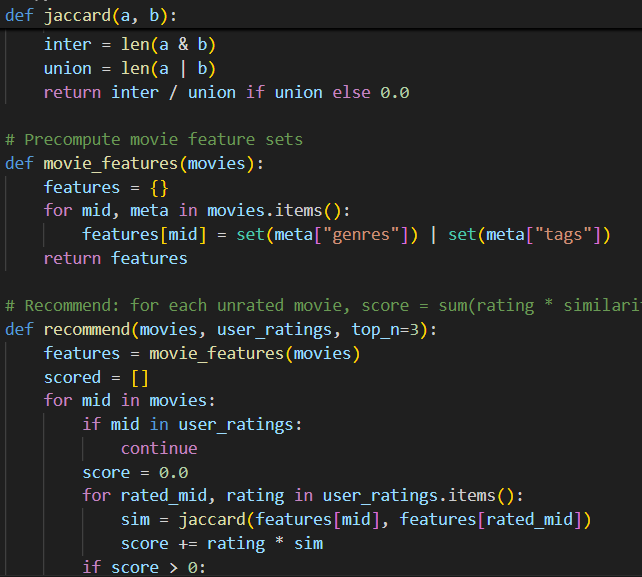 def jaccard(a, b):
    inter = len(a & b)
    union = len(a | b)
    return inter / union if union else 0.0

# Precompute movie feature sets
def movie_features(movies):
    features = {}
    for mid, meta in movies.items():
        features[mid] = set(meta["genres"]) | set(meta["tags"])
    return features

# Recommend: for each unrated movie, score = sum(rating * similari
def recommend(movies, user_ratings, top_n=3):
    features = movie_features(movies)
    scored = []
    for mid in movies:
        if mid in user_ratings:
            continue
        score = 0.0
        for rated_mid, rating in user_ratings.items():
            sim = jaccard(features[mid], features[rated_mid])
            score += rating * sim
        if score > 0: